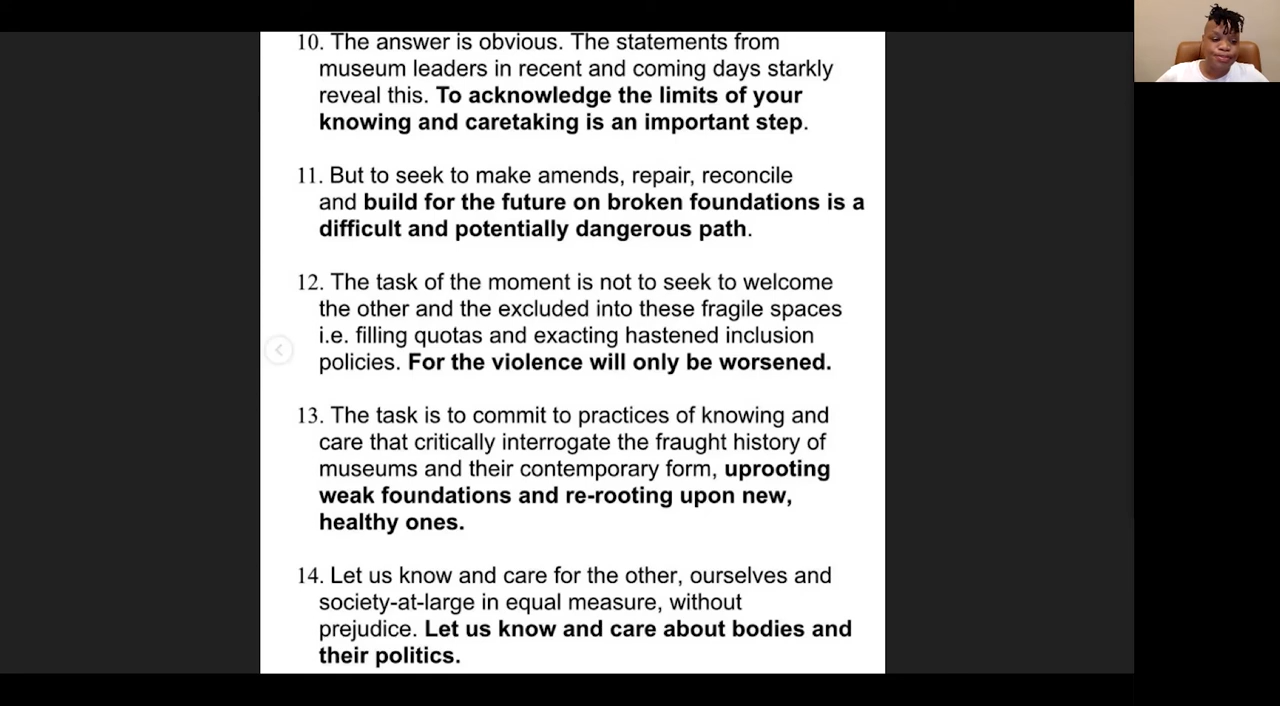 10. The answer is obvious. The statements from
museum leaders in recent and coming days starkly
reveal this. To acknowledge the limits of your
knowing and caretaking is an important step.
11. But to seek to make amends, repair, reconcile
and build for the future on broken foundations is a
difficult and potentially dangerous path.
12. The task of the moment is not to seek to welcome
the other and the excluded into these fragile spaces
i.e. filling quotas and exacting hastened inclusion
policies. For the violence will only be worsened.
13. The task is to commit to practices of knowing and
care that critically interrogate the fraught history of
museums and their contemporary form, uprooting
weak foundations and re-rooting upon new,
healthy ones.
14. Let us know and care for the other, ourselves and
society-at-large in equal measure, without
prejudice. Let us know and care about bodies and
their politics.